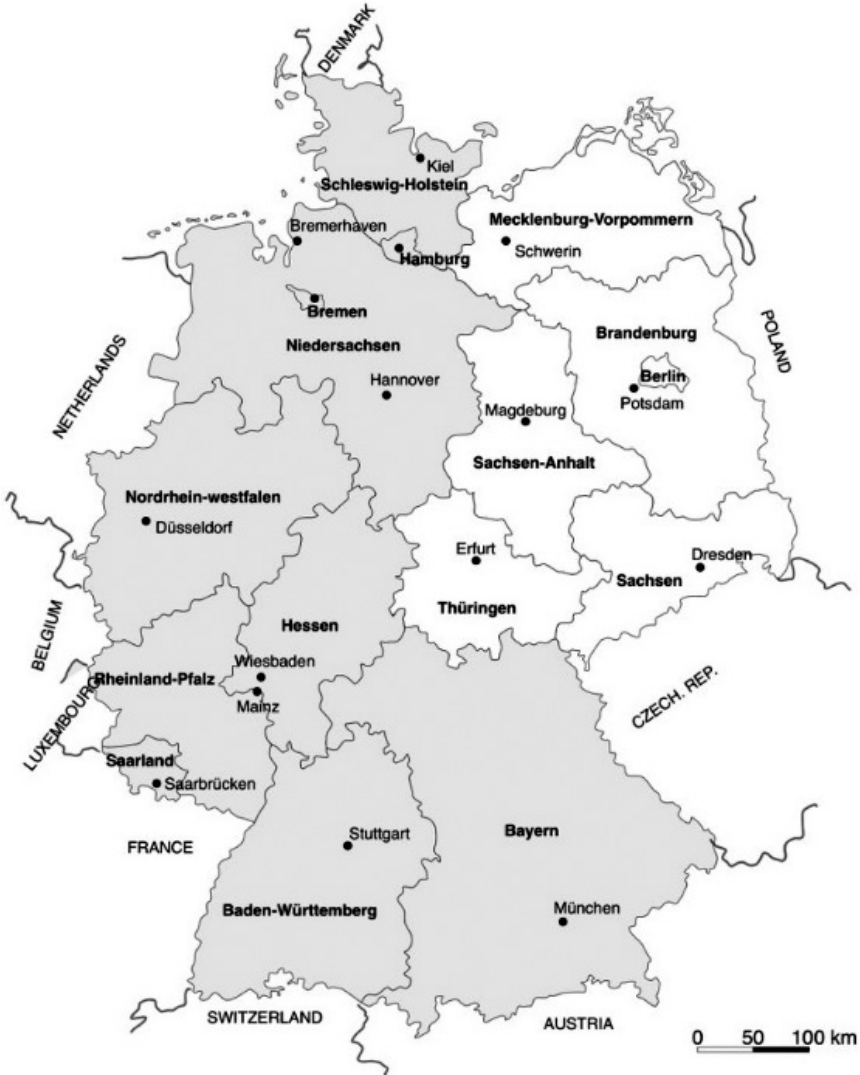 DENMARK
Kiel
Schleswig-Holstein
Mecklenburg-Vorpommern
Bremerhaven
Hamburg
Schwerin
Bremen
Brandenburg
POLAND
Niedersachsen
NETHERLANDS
Berlin
Hannover
Potsdam
Magdeburg
Sachsen-Anhalt
Nordrhein-westfalen
Düsseldorf
Erfurt
Dresden
Sachsen
Thüringen
Hessen
BELGIUM
Wiesbaden
Rheinland-Pfalz
Mainz
CZECH. REP.
LUXEMBOURG
Saarland
Saarbrücken
Stuttgart
Bayern
FRANCE
Baden-Württemberg
München
SWITZERLAND
AUSTRIA
0 50 100 km